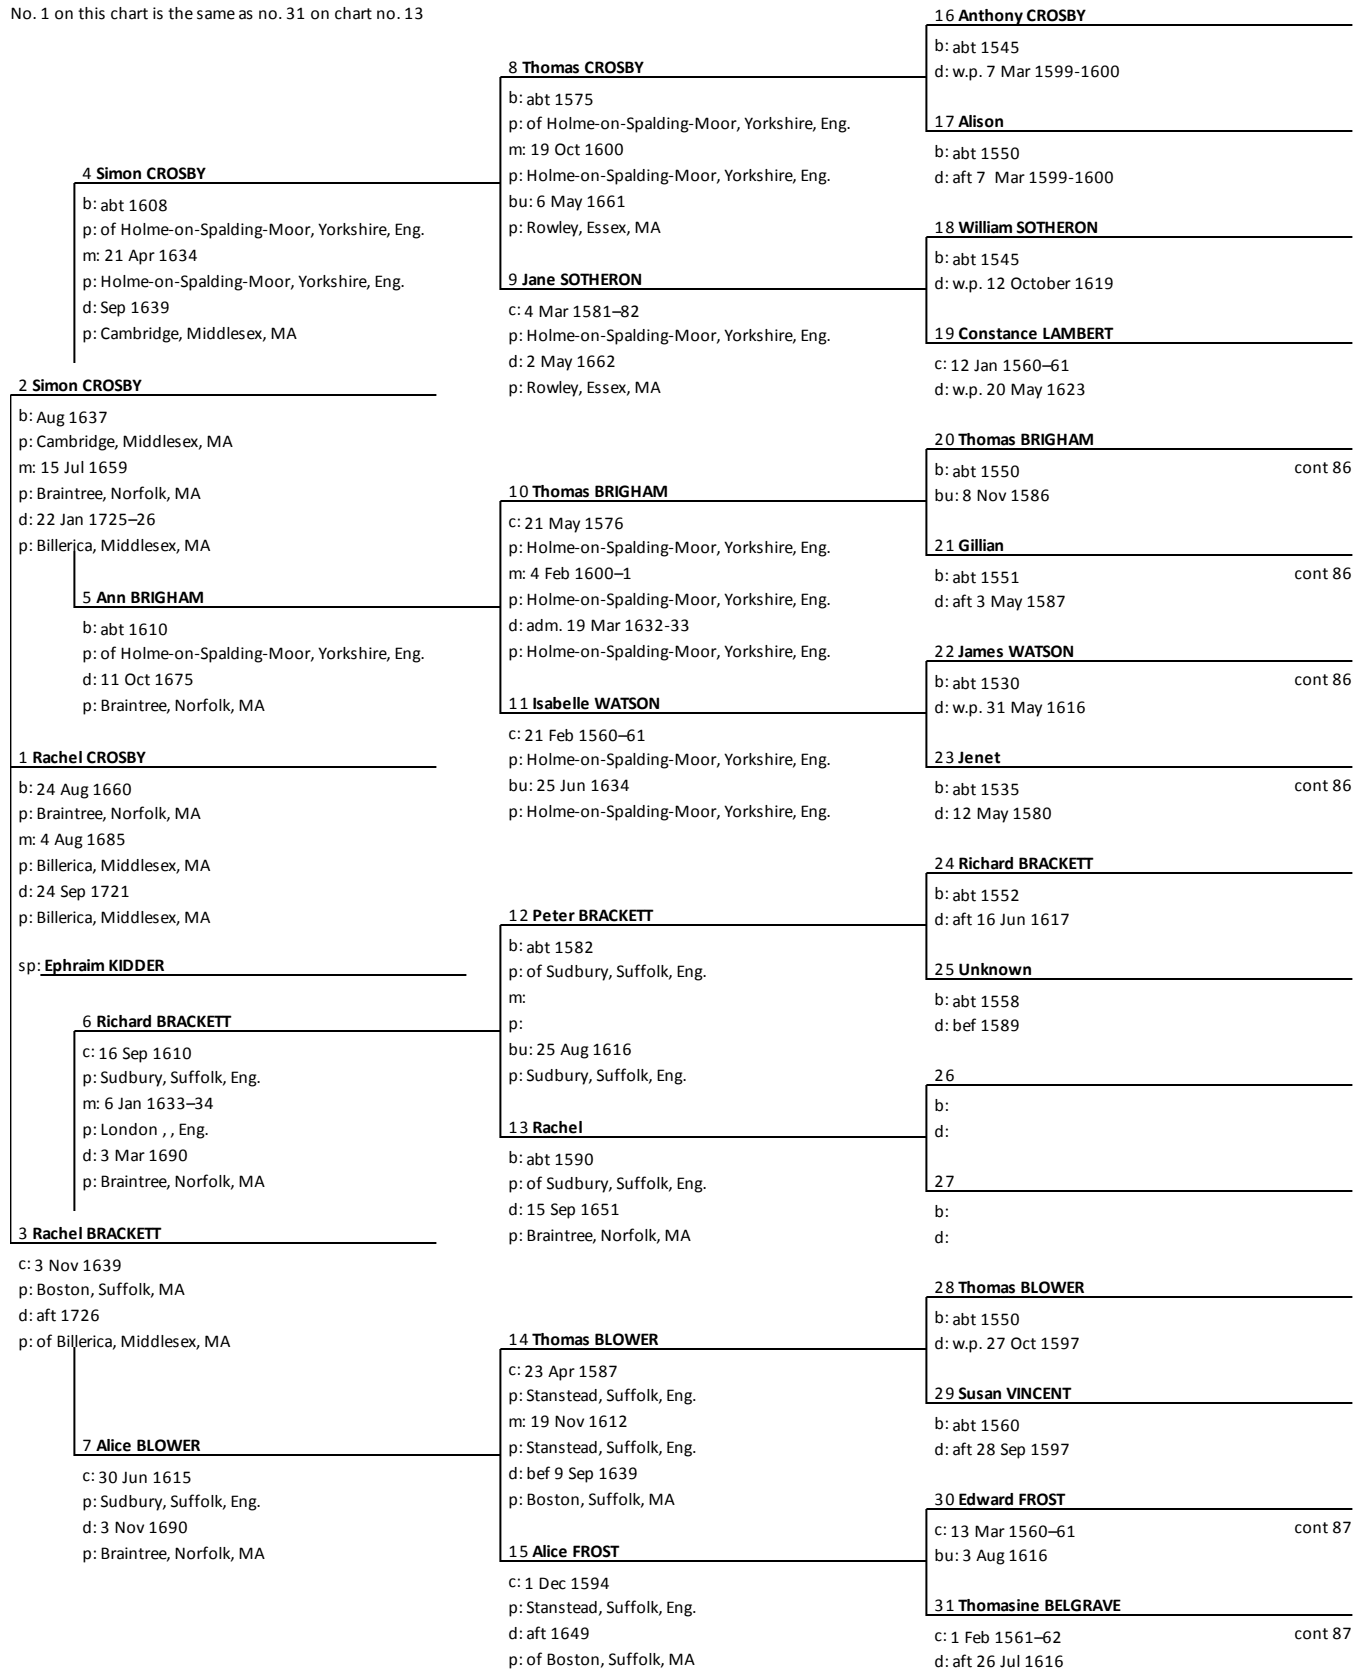 No. 1 on this chart is the same as no. 31 on chart no. 13
16 Anthony CROSBY
b: abt 1545
d: w.p. 7 Mar 1599-1600
8 Thomas CROSBY
b: abt 1575
p: of Holme-on-Spalding-Moor, Yorkshire, Eng.
m: 19 Oct 1600
p: Holme-on-Spalding-Moor, Yorkshire, Eng.
bu: 6 May 1661
p: Rowley, Essex, MA
17 Alison
b: abt 1550
d: aft 7 Mar 1599-1600
4 Simon CROSBY
b: abt 1608
p: of Holme-on-Spalding-Moor, Yorkshire, Eng.
m: 21 Apr 1634
p: Holme-on-Spalding-Moor, Yorkshire, Eng.
d: Sep 1639
p: Cambridge, Middlesex, MA
18 William SOTHERON
b: abt 1545
d: w.p. 12 October 1619
9 Jane SOTHERON
c: 4 Mar 1581–82
p: Holme-on-Spalding-Moor, Yorkshire, Eng.
d: 2 May 1662
p: Rowley, Essex, MA
19 Constance LAMBERT
c: 12 Jan 1560–61
d: w.p. 20 May 1623
2 Simon CROSBY
b: Aug 1637
p: Cambridge, Middlesex, MA
m: 15 Jul 1659
p: Braintree, Norfolk, MA
d: 22 Jan 1725–26
p: Billerica, Middlesex, MA
20 Thomas BRIGHAM
b: abt 1550 cont 86
bu: 8 Nov 1586
10 Thomas BRIGHAM
c: 21 May 1576
p: Holme-on-Spalding-Moor, Yorkshire, Eng.
m: 4 Feb 1600–1
p: Holme-on-Spalding-Moor, Yorkshire, Eng.
d: adm. 19 Mar 1632-33
p: Holme-on-Spalding-Moor, Yorkshire, Eng.
21 Gillian
b: abt 1551 cont 86
d: aft 3 May 1587
5 Ann BRIGHAM
b: abt 1610
p: of Holme-on-Spalding-Moor, Yorkshire, Eng.
d: 11 Oct 1675
p: Braintree, Norfolk, MA
22 James WATSON
b: abt 1530 cont 86
d: w.p. 31 May 1616
11 Isabelle WATSON
c: 21 Feb 1560–61
p: Holme-on-Spalding-Moor, Yorkshire, Eng.
bu: 25 Jun 1634
p: Holme-on-Spalding-Moor, Yorkshire, Eng.
23 Jenet
b: abt 1535 cont 86
d: 12 May 1580
1 Rachel CROSBY
b: 24 Aug 1660
p: Braintree, Norfolk, MA
m: 4 Aug 1685
p: Billerica, Middlesex, MA
d: 24 Sep 1721
p: Billerica, Middlesex, MA
sp: Ephraim KIDDER
24 Richard BRACKETT
b: abt 1552
d: aft 16 Jun 1617
12 Peter BRACKETT
b: abt 1582
p: of Sudbury, Suffolk, Eng.
m:
p:
bu: 25 Aug 1616
p: Sudbury, Suffolk, Eng.
25 Unknown
b: abt 1558
d: bef 1589
6 Richard BRACKETT
c: 16 Sep 1610
p: Sudbury, Suffolk, Eng.
m: 6 Jan 1633–34
p: London , , Eng.
d: 3 Mar 1690
p: Braintree, Norfolk, MA
26
b:
d:
13 Rachel
b: abt 1590
p: of Sudbury, Suffolk, Eng.
d: 15 Sep 1651
p: Braintree, Norfolk, MA
27
b:
d:
3 Rachel BRACKETT
c: 3 Nov 1639
p: Boston, Suffolk, MA
d: aft 1726
p: of Billerica, Middlesex, MA
28 Thomas BLOWER
b: abt 1550
d: w.p. 27 Oct 1597
14 Thomas BLOWER
c: 23 Apr 1587
p: Stanstead, Suffolk, Eng.
m: 19 Nov 1612
p: Stanstead, Suffolk, Eng.
d: bef 9 Sep 1639
p: Boston, Suffolk, MA
29 Susan VINCENT
b: abt 1560
d: aft 28 Sep 1597
7 Alice BLOWER
c: 30 Jun 1615
p: Sudbury, Suffolk, Eng.
d: 3 Nov 1690
p: Braintree, Norfolk, MA
30 Edward FROST
c: 13 Mar 1560–61 cont 87
bu: 3 Aug 1616
15 Alice FROST
c: 1 Dec 1594
p: Stanstead, Suffolk, Eng.
d: aft 1649
p: of Boston, Suffolk, MA
31 Thomasine BELGRAVE
c: 1 Feb 1561–62 cont 87
d: aft 26 Jul 1616